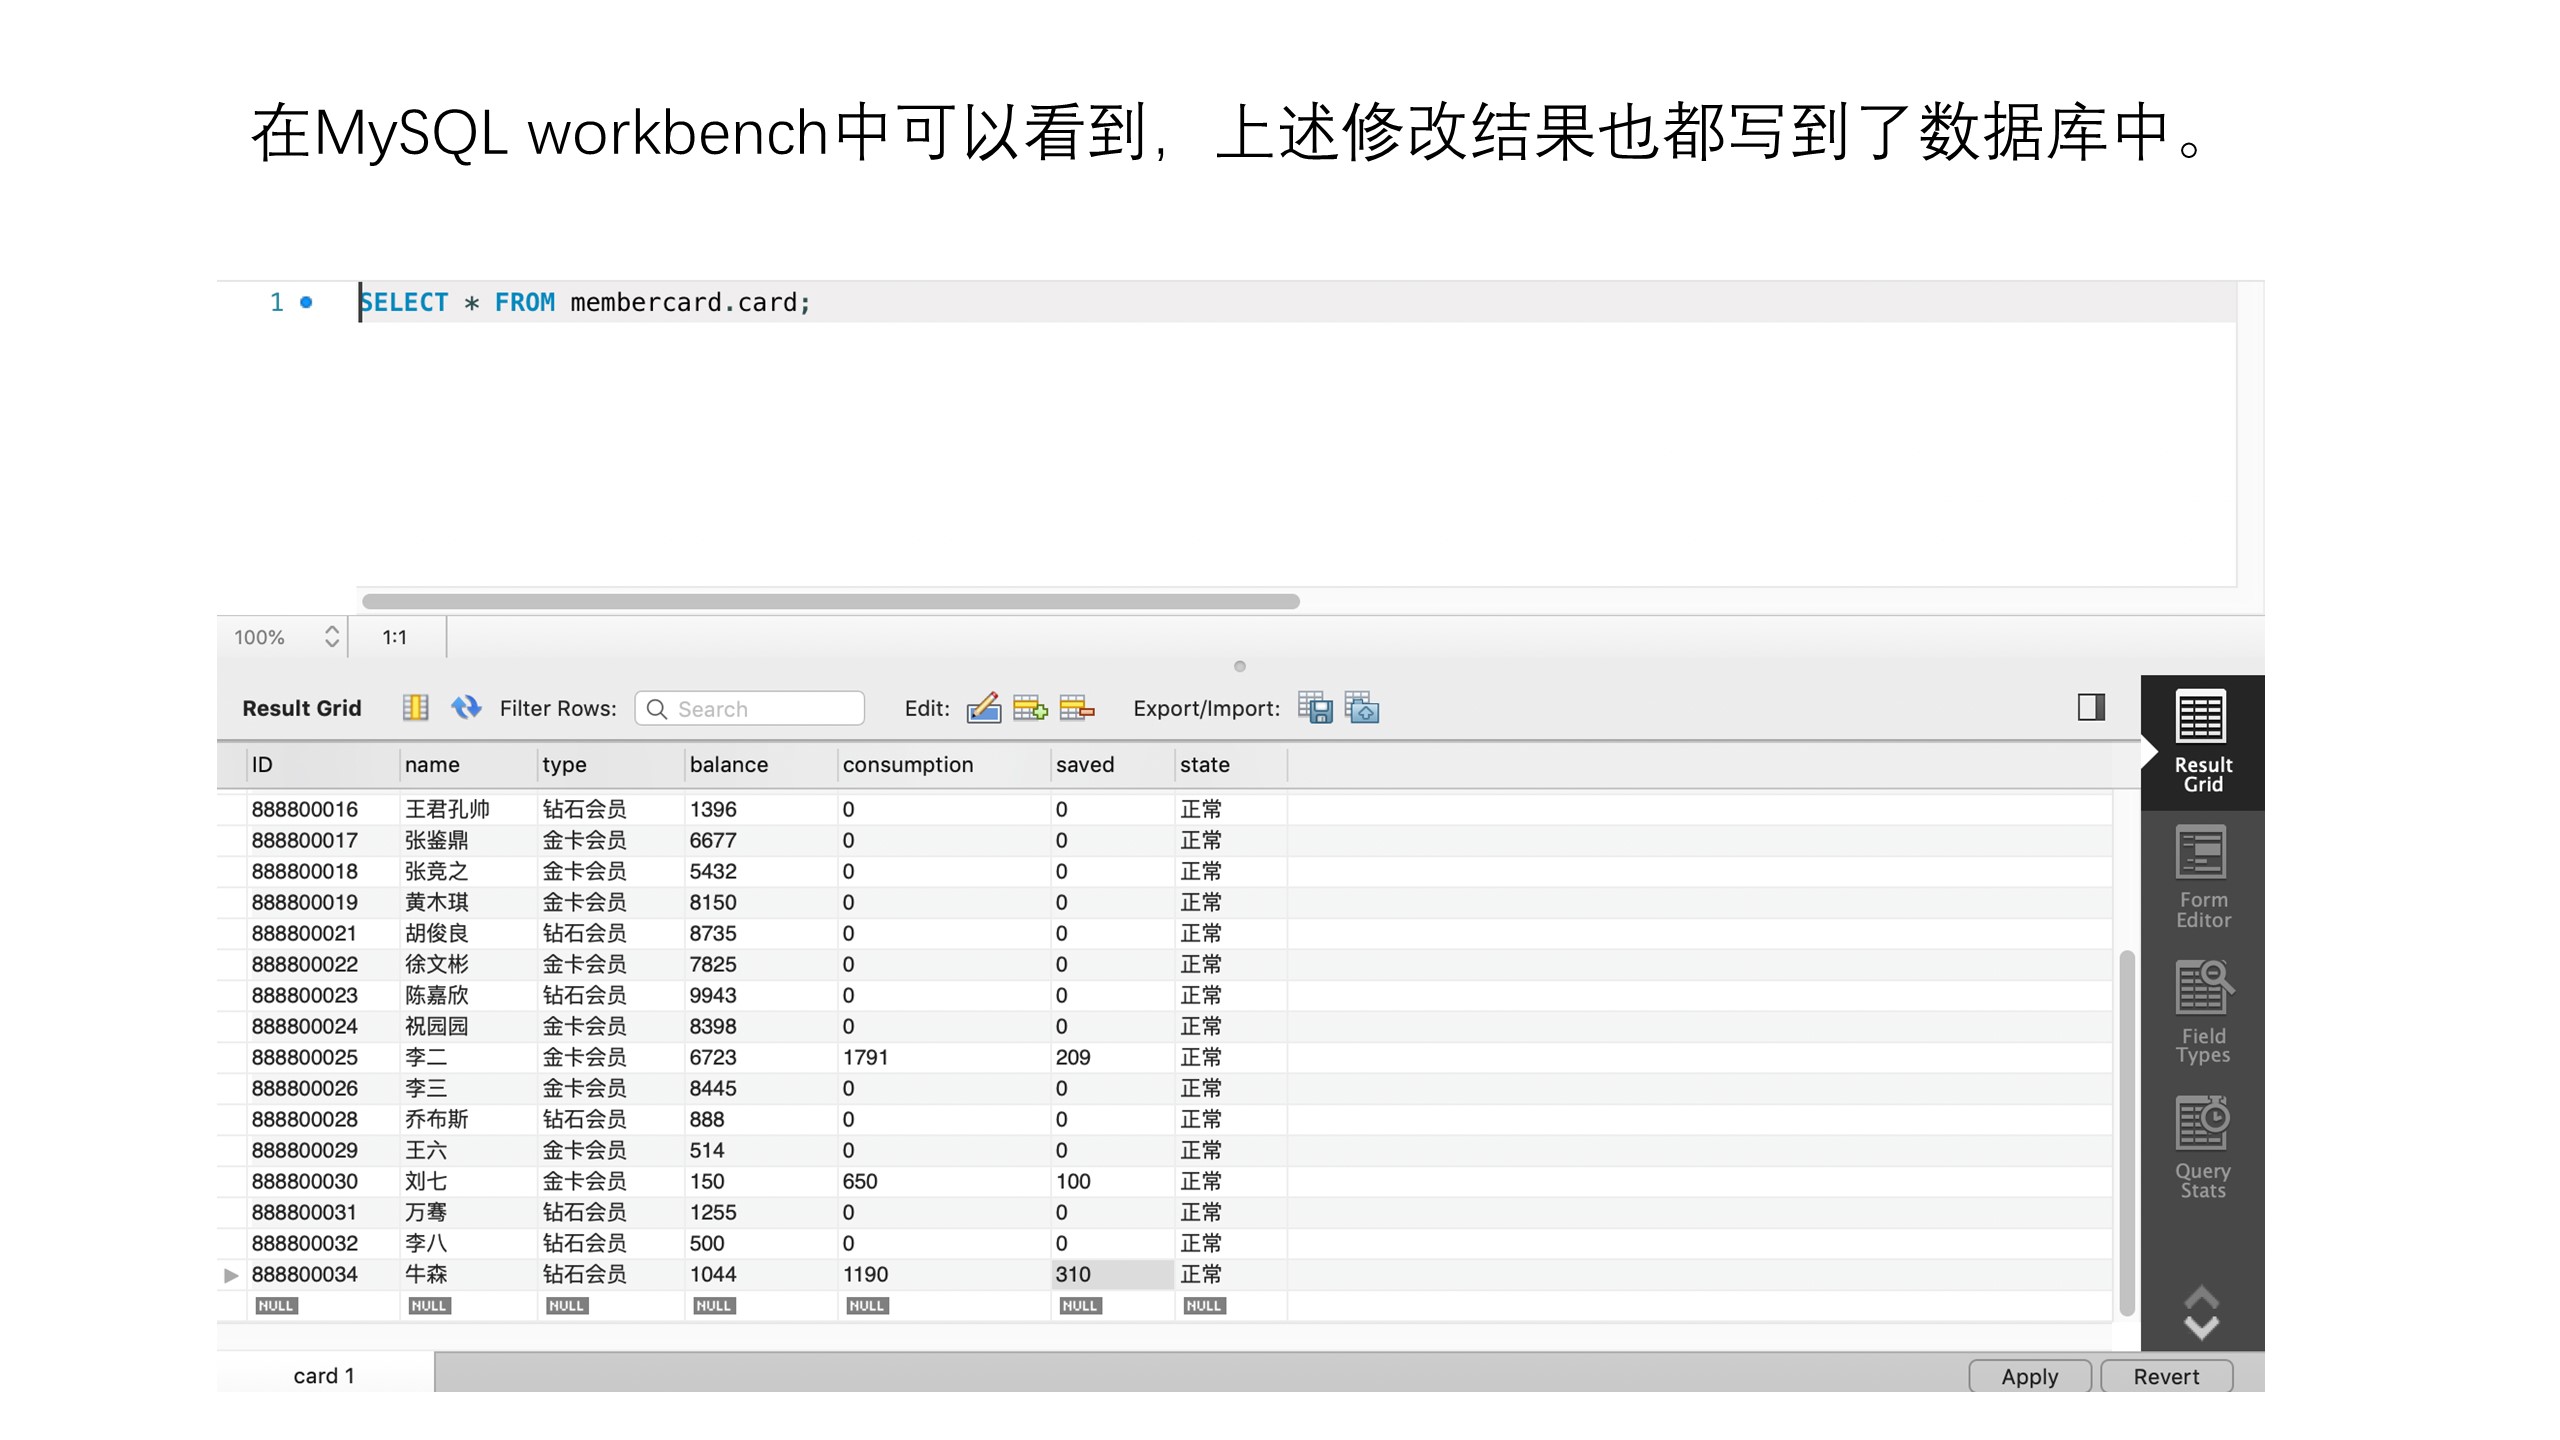 在MySQL workbench中可以看到，上述修改结果也都写到了数据库中。
1 SELECT * FROM membercard.card;
100% 1:1
Result Grid Filter Rows: Search Edit: Export/Import:
ID name type balance consumption saved state
888800016 王君孔帅 钻石会员 1396 0 0 正常
888800017 张鉴鼎 金卡会员 6677 0 0 正常
888800018 张竞之 金卡会员 5432 0 0 正常
888800019 黄木琪 金卡会员 8150 0 0 正常
888800021 胡俊良 钻石会员 8735 0 0 正常
888800022 徐文彬 金卡会员 7825 0 0 正常
888800023 陈嘉欣 钻石会员 9943 0 0 正常
888800024 祝园园 金卡会员 8398 0 0 正常
888800025 李二 金卡会员 6723 1791 209 正常
888800026 李三 金卡会员 8445 0 0 正常
888800028 乔布斯 钻石会员 888 0 0 正常
888800029 王六 金卡会员 514 0 0 正常
888800030 刘七 金卡会员 150 650 100 正常
888800031 万骞 钻石会员 1255 0 0 正常
888800032 李八 钻石会员 500 0 0 正常
888800034 牛森 钻石会员 1044 1190 310 正常
NULL NULL NULL NULL NULL NULL NULL
Result
Grid
Form
Editor
Field
Types
Query
Stats
card 1 Apply Revert